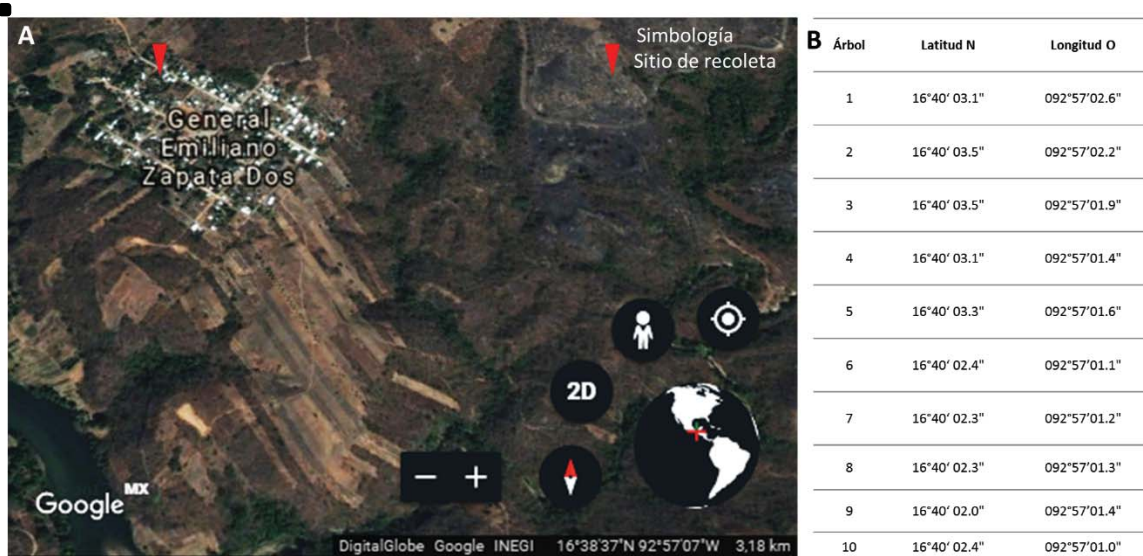 A
Simbología
Sitio de recoleta
General
Emiliano
Zapata Dos
2D
Google MX
DigitalGlobe Google INEGI 16°38'37"N 92°57'07"W 3,18 km
B
Árbol Latitud N Longitud O
1 16°40‘ 03.1" 092°57’02.6"
2 16°40‘ 03.5" 092°57’02.2"
3 16°40‘ 03.5" 092°57’01.9"
4 16°40‘ 03.1" 092°57’01.4"
5 16°40‘ 03.3" 092°57’01.6"
6 16°40‘ 02.4" 092°57’01.1"
7 16°40‘ 02.3" 092°57’01.2"
8 16°40‘ 02.3" 092°57’01.3"
9 16°40‘ 02.0" 092°57’01.4"
10 16°40‘ 02.4" 092°57’01.0"